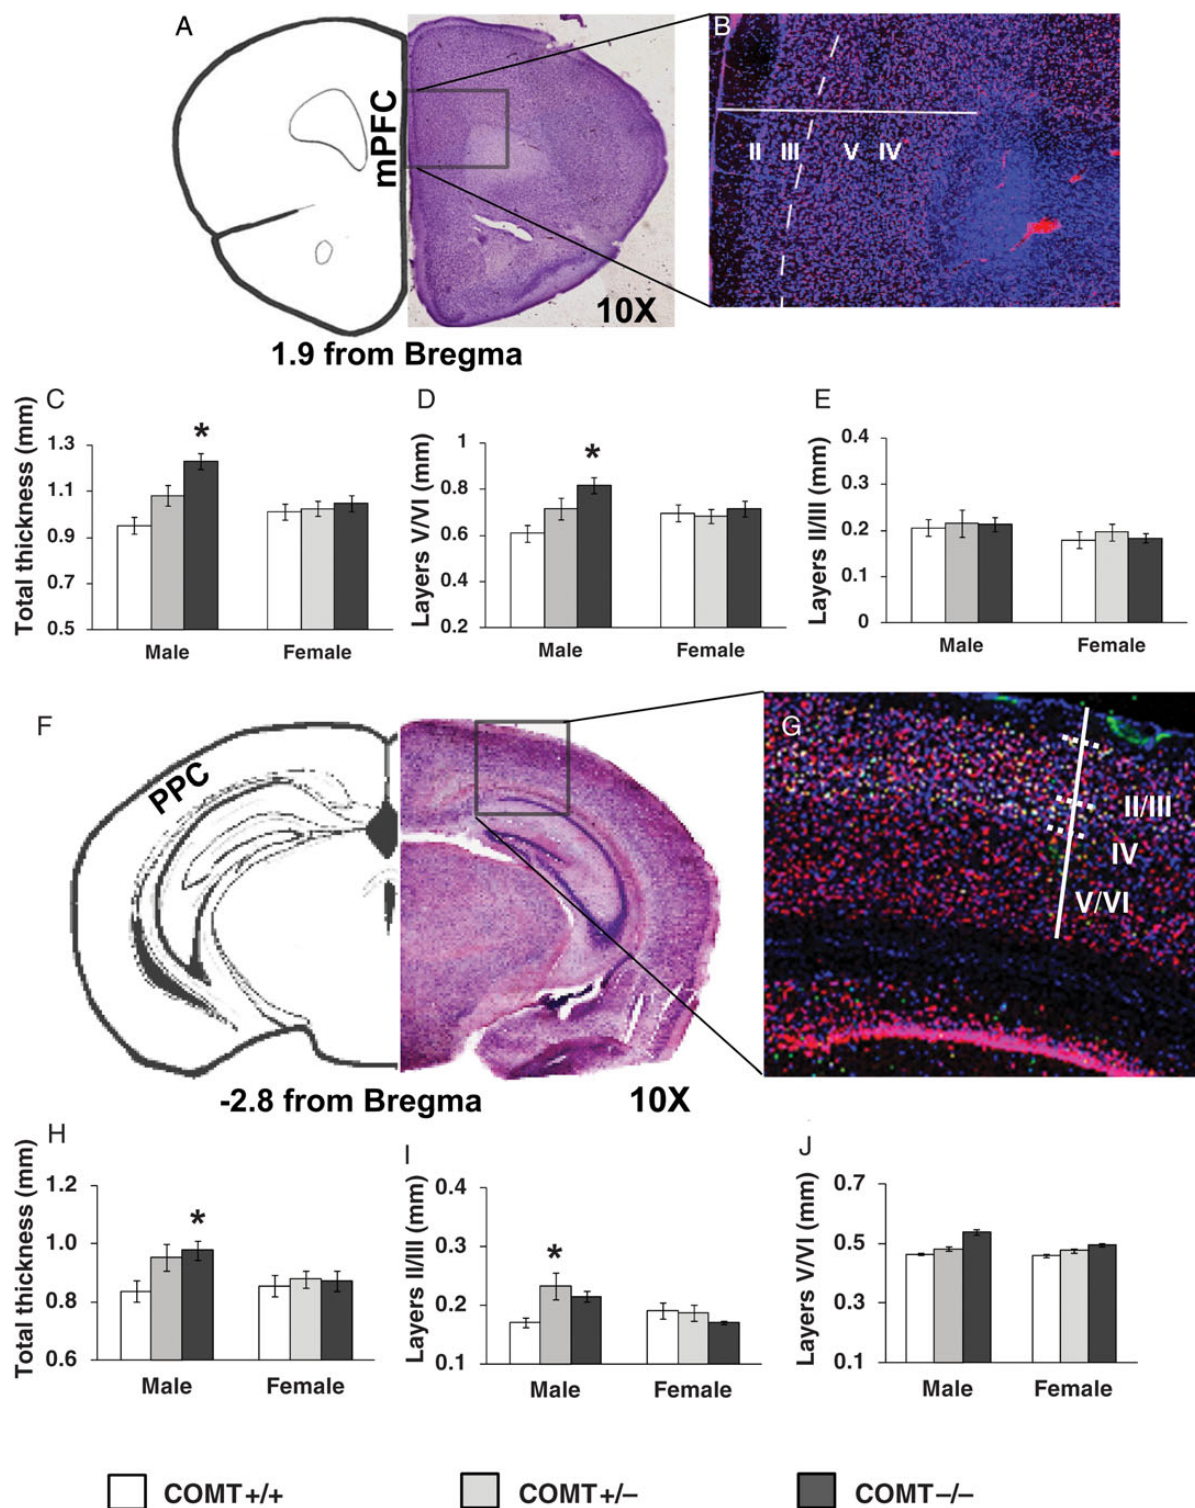 A
mPFC
10X
1.9 from Bregma
B
II III V IV
C
Total thickness (mm)
1.3
1.1
0.9
0.7
0.5
Male Female
*
D
Layers V/VI (mm)
1
0.8
0.6
0.4
0.2
Male Female
*
E
Layers II/III (mm)
0.4
0.3
0.2
0.1
0
Male Female
F
PPC
-2.8 from Bregma
10X
G
II/III
IV
V/VI
H
Total thickness (mm)
1.2
1.0
0.8
0.6
Male Female
*
I
Layers II/III (mm)
0.4
0.3
0.2
0.1
Male Female
*
J
Layers V/VI (mm)
0.7
0.5
0.3
0.1
Male Female
COMT+/+ COMT+/– COMT–/–